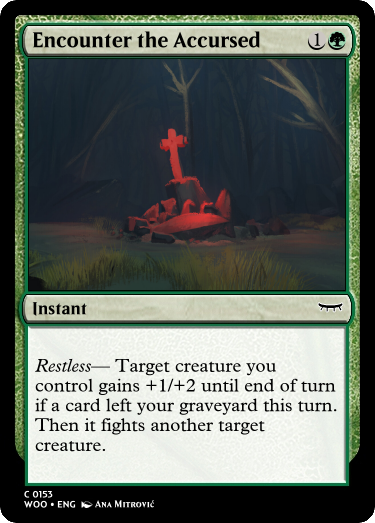 Encounter the Accursed 1
Instant
Restless— Target creature you
control gains +1/+2 until end of turn
if a card left your graveyard this turn.
Then it fights another target
creature.
C 0153
WOO • ENG Ana Mitrović